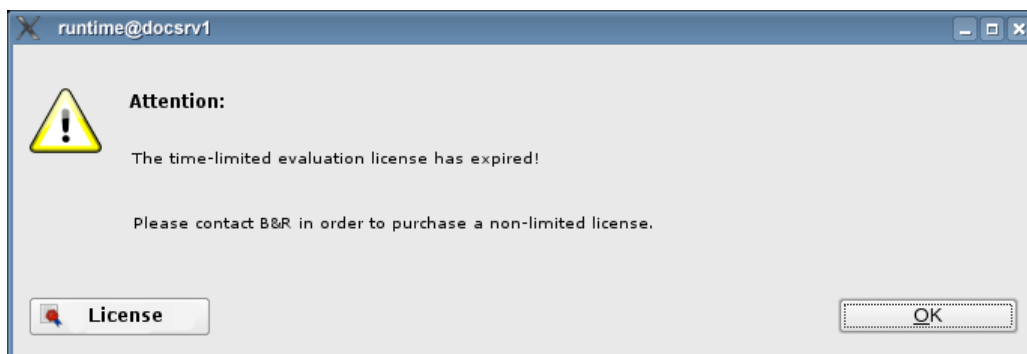 runtime@docsrv1
Attention:
The time-limited evaluation license has expired!
Please contact B&R in order to purchase a non-limited license.
License
OK